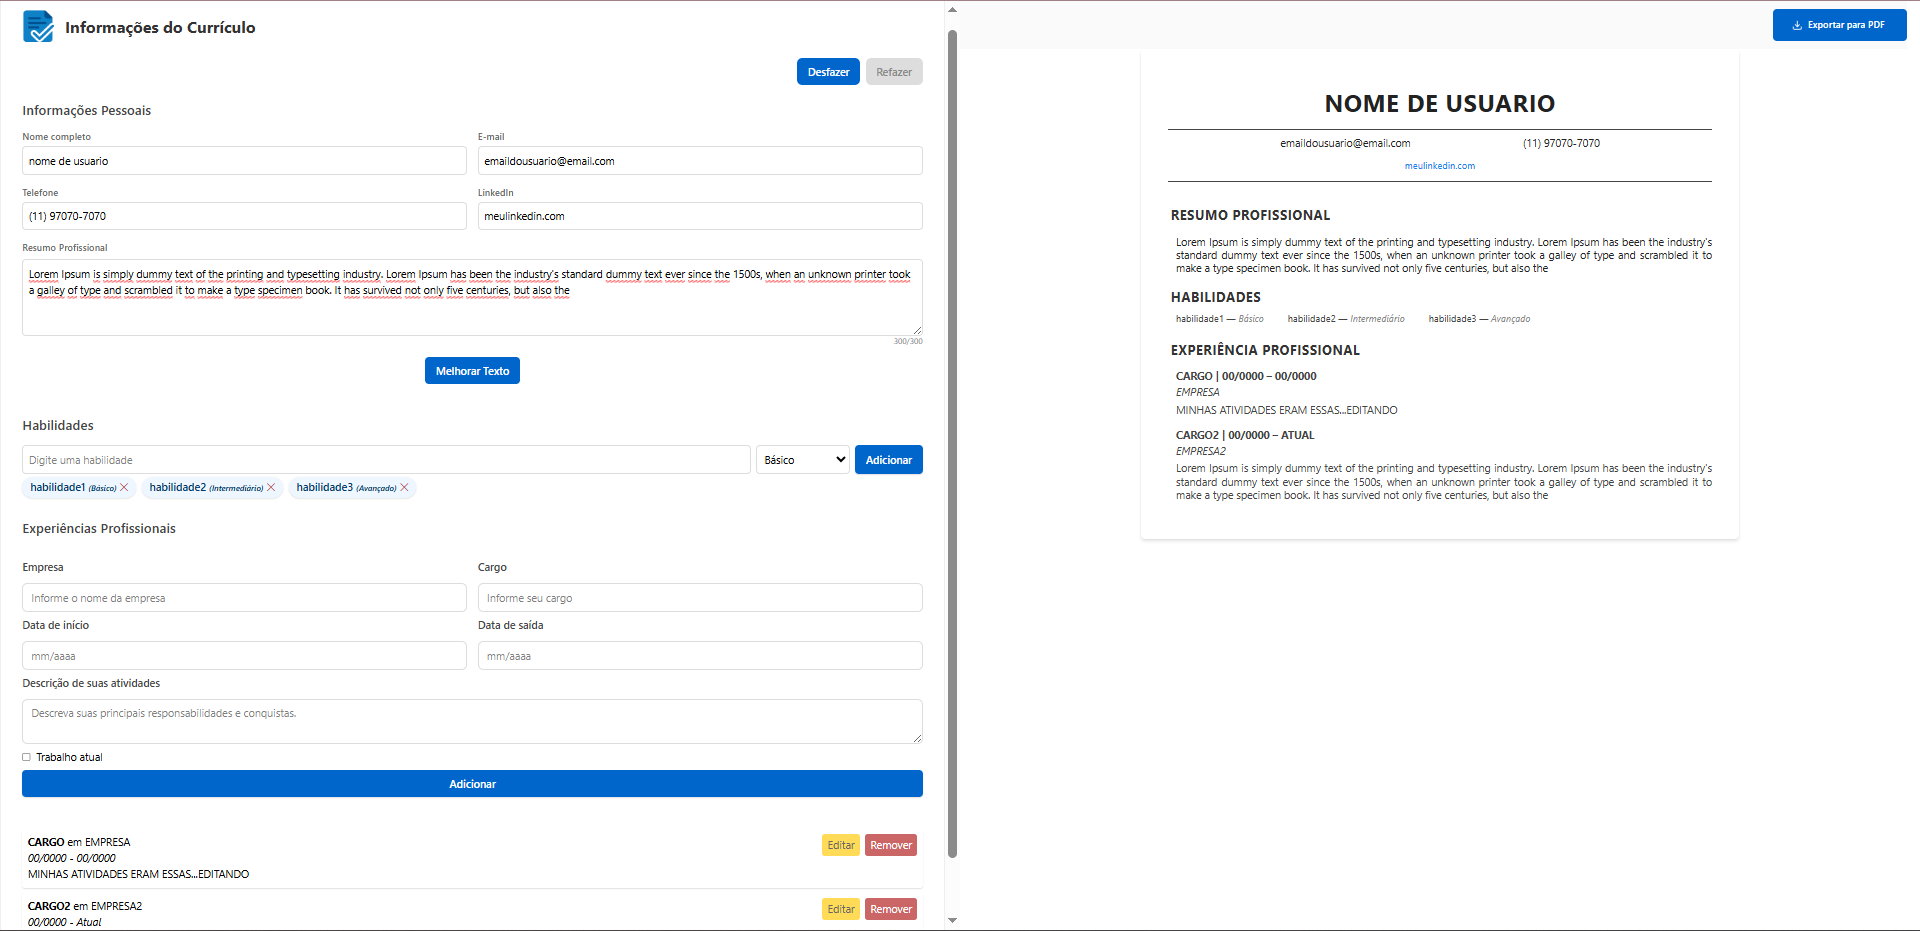 Informações do Currículo
Desfazer
Refazer
Informações Pessoais
Nome completo
E-mail
nome de usuario
emaildousuario@email.com
Telefone
LinkedIn
(11) 97070-7070
meulinkedin.com
Resumo Profissional
Lorem Ipsum is simply dummy text of the printing and typesetting industry. Lorem Ipsum has been the industry's standard dummy text ever since the 1500s, when an unknown printer took
a galley of type and scrambled it to make a type specimen book. It has survived not only five centuries, but also the
300/300
Melhorar Texto
Habilidades
Digite uma habilidade
Básico
Adicionar
habilidade1 (Básico)
habilidade2 (Intermediário)
habilidade3 (Avançado)
Experiências Profissionais
Empresa
Cargo
Informe o nome da empresa
Informe seu cargo
Data de início
Data de saída
mm/aaaa
mm/aaaa
Descrição de suas atividades
Descreva suas principais responsabilidades e conquistas.
Trabalho atual
Adicionar
CARGO em EMPRESA
00/0000 - 00/0000
MINHAS ATIVIDADES ERAM ESSAS...EDITANDO
Editar
Remover
CARGO2 em EMPRESA2
00/0000 - Atual
Editar
Remover
Exportar para PDF
NOME DE USUARIO
emaildousuario@email.com
(11) 97070-7070
meulinkedin.com
RESUMO PROFISSIONAL
Lorem Ipsum is simply dummy text of the printing and typesetting industry. Lorem Ipsum has been the industry's
standard dummy text ever since the 1500s, when an unknown printer took a galley of type and scrambled it to
make a type specimen book. It has survived not only five centuries, but also the
HABILIDADES
habilidade1 — Básico
habilidade2 — Intermediário
habilidade3 — Avançado
EXPERIÊNCIA PROFISSIONAL
CARGO | 00/0000 – 00/0000
EMPRESA
MINHAS ATIVIDADES ERAM ESSAS...EDITANDO
CARGO2 | 00/0000 – ATUAL
EMPRESA2
Lorem Ipsum is simply dummy text of the printing and typesetting industry. Lorem Ipsum has been the industry's
standard dummy text ever since the 1500s, when an unknown printer took a galley of type and scrambled it to
make a type specimen book. It has survived not only five centuries, but also the